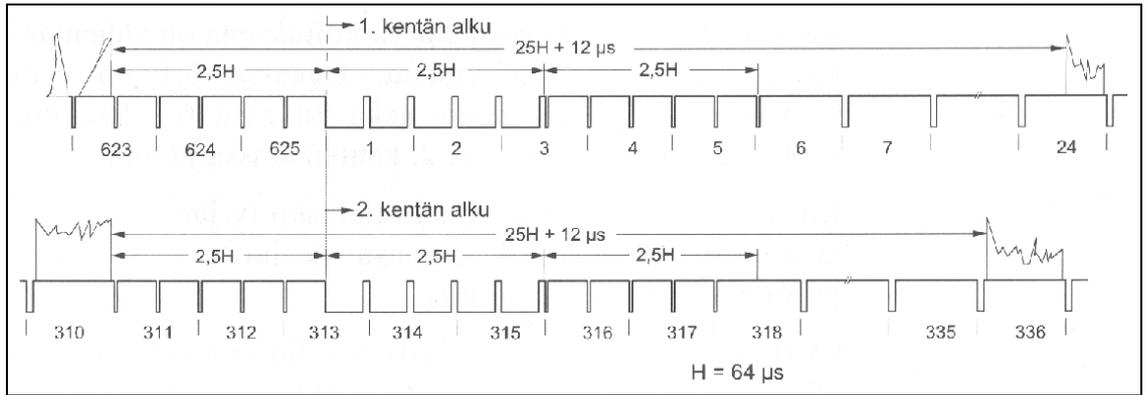 1. kentän alku
25H + 12 µs
2,5H 2,5H 2,5H
623 624 625 1 2 3 4 5 6 7 24
2. kentän alku
25H + 12 µs
2,5H 2,5H 2,5H
310 311 312 313 314 315 316 317 318 335 336
H = 64 µs